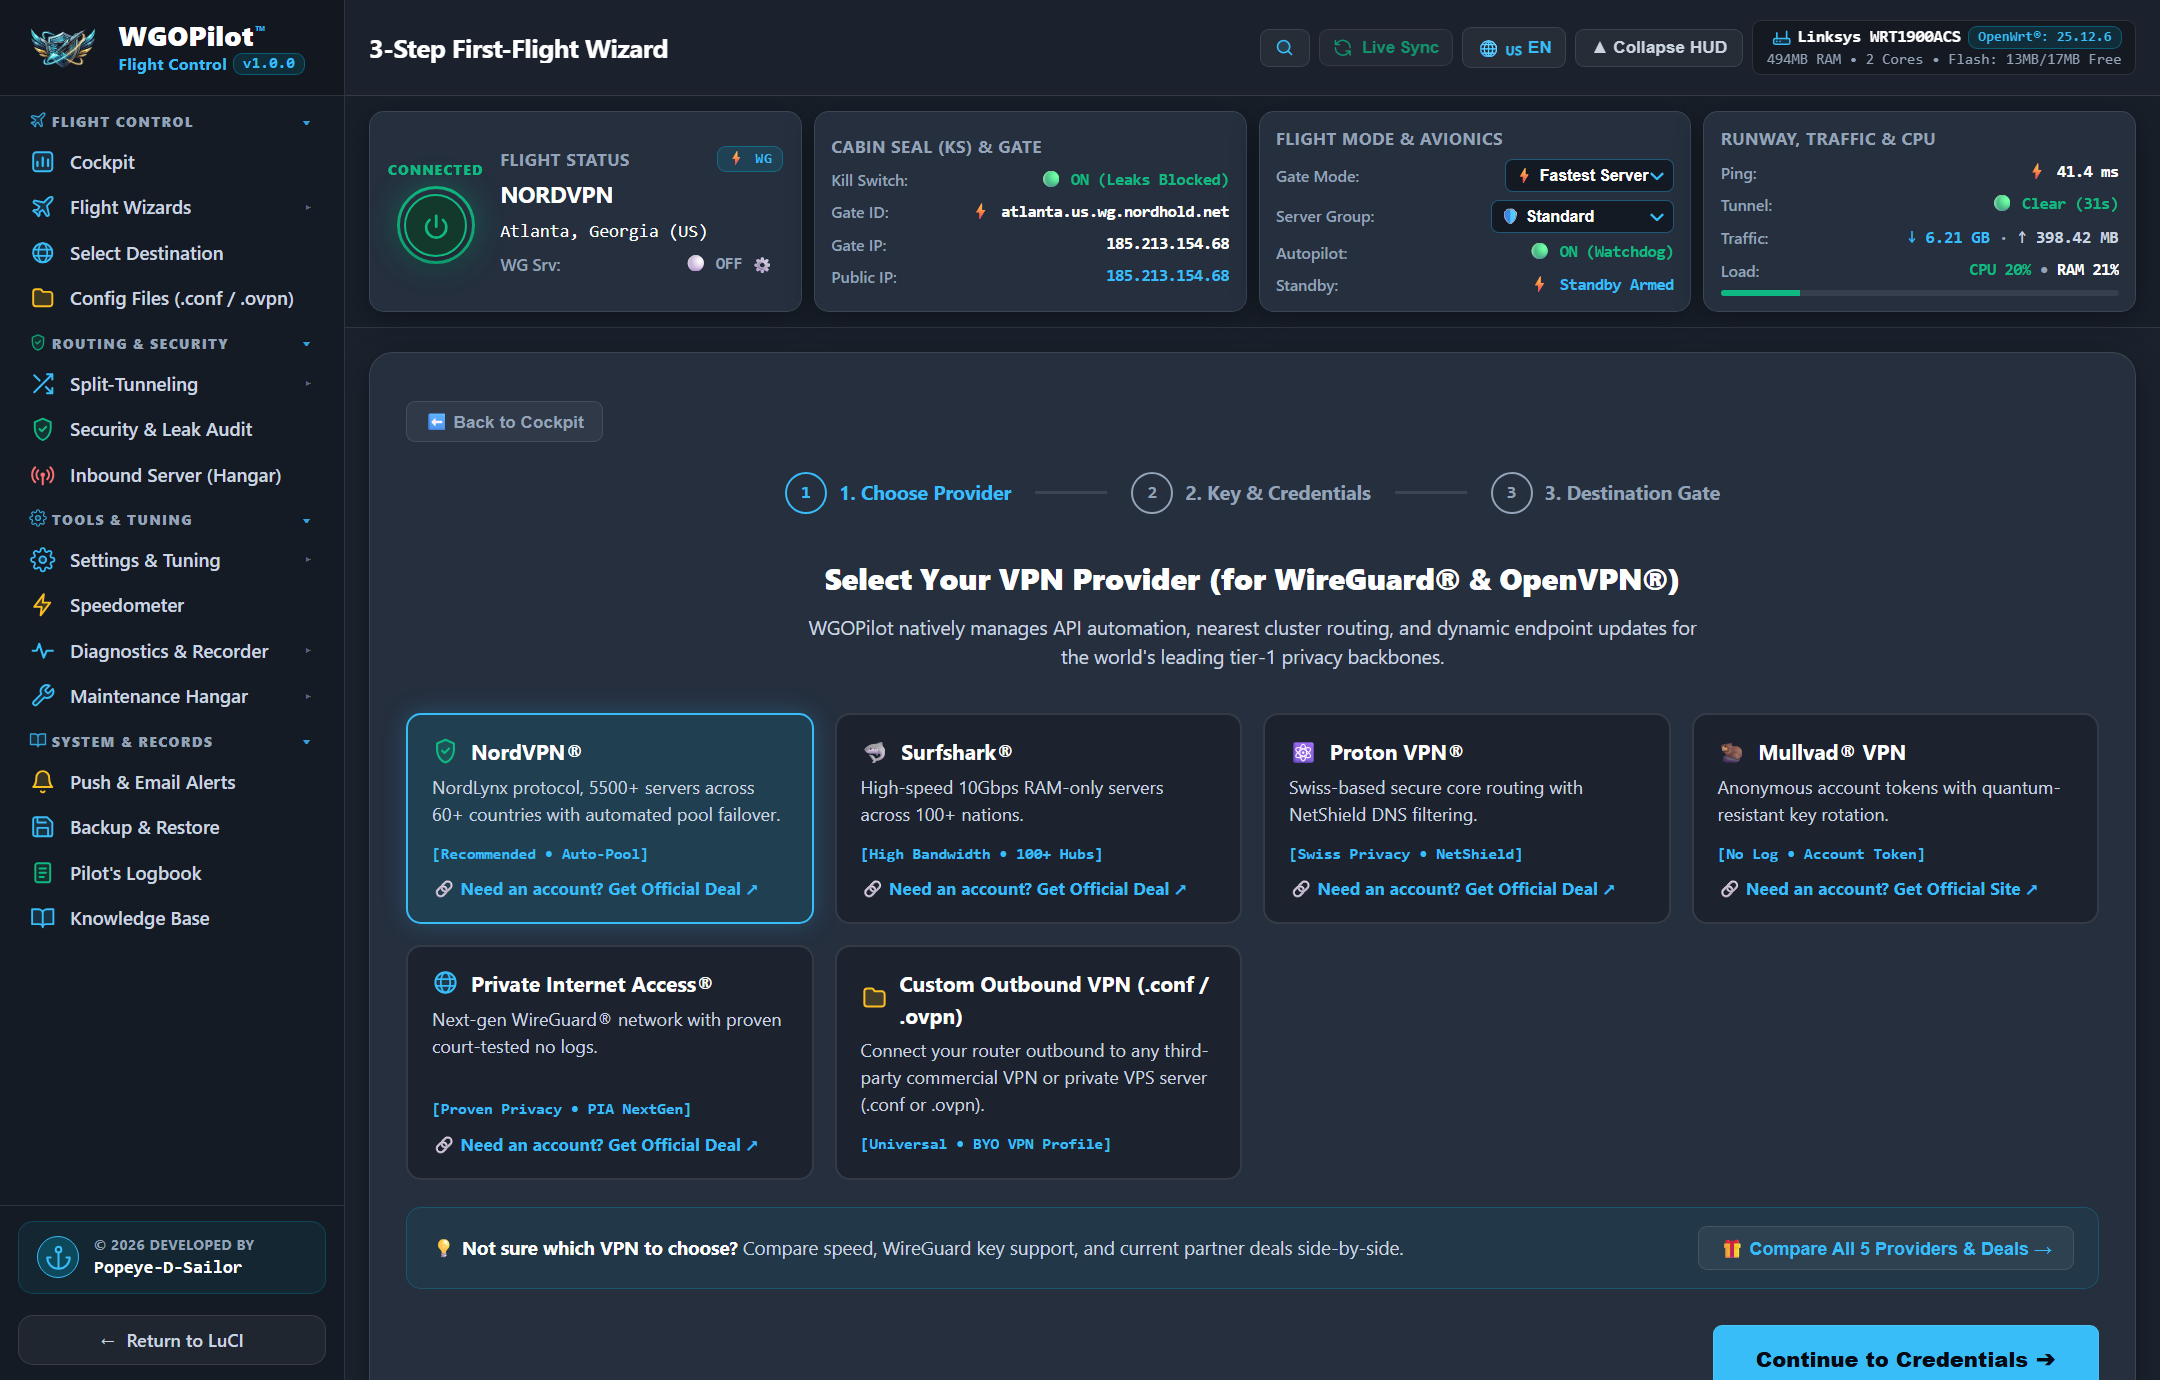 WGOPilot™
Flight Control v1.0.0
FLIGHT CONTROL
Cockpit
Flight Wizards
Select Destination
Config Files (.conf / .ovpn)
ROUTING & SECURITY
Split-Tunneling
Security & Leak Audit
Inbound Server (Hangar)
TOOLS & TUNING
Settings & Tuning
Speedometer
Diagnostics & Recorder
Maintenance Hangar
SYSTEM & RECORDS
Push & Email Alerts
Backup & Restore
Pilot's Logbook
Knowledge Base
© 2026 DEVELOPED BY
Popeye-D-Sailor
← Return to LuCI
3-Step First-Flight Wizard
Live Sync
US EN
▲ Collapse HUD
Linksys WRT1900ACS OpenWrt®: 25.12.6
494MB RAM • 2 Cores • Flash: 13MB/17MB Free
CONNECTED
FLIGHT STATUS
WG
NORDVPN
Atlanta, Georgia (US)
WG Srv: OFF
CABIN SEAL (KS) & GATE
Kill Switch: ON (Leaks Blocked)
Gate ID: atlanta.us.wg.nordhold.net
Gate IP: 185.213.154.68
Public IP: 185.213.154.68
FLIGHT MODE & AVIONICS
Gate Mode: Fastest Server
Server Group: Standard
Autopilot: ON (Watchdog)
Standby: Standby Armed
RUNWAY, TRAFFIC & CPU
Ping: 41.4 ms
Tunnel: Clear (31s)
Traffic: ↓ 6.21 GB · ↑ 398.42 MB
Load: CPU 20% • RAM 21%
Back to Cockpit
1 1. Choose Provider
2 2. Key & Credentials
3 3. Destination Gate
Select Your VPN Provider (for WireGuard® & OpenVPN®)
WGOPilot natively manages API automation, nearest cluster routing, and dynamic endpoint updates for
the world's leading tier-1 privacy backbones.
NordVPN®
NordLynx protocol, 5500+ servers across
60+ countries with automated pool failover.
[Recommended • Auto-Pool]
Need an account? Get Official Deal ↗
Surfshark®
High-speed 10Gbps RAM-only servers
across 100+ nations.
[High Bandwidth • 100+ Hubs]
Need an account? Get Official Deal ↗
Proton VPN®
Swiss-based secure core routing with
NetShield DNS filtering.
[Swiss Privacy • NetShield]
Need an account? Get Official Deal ↗
Mullvad® VPN
Anonymous account tokens with quantum-
resistant key rotation.
[No Log • Account Token]
Need an account? Get Official Site ↗
Private Internet Access®
Next-gen WireGuard® network with proven
court-tested no logs.
[Proven Privacy • PIA NextGen]
Need an account? Get Official Deal ↗
Custom Outbound VPN (.conf /
.ovpn)
Connect your router outbound to any third-
party commercial VPN or private VPS server
(.conf or .ovpn).
[Universal • BYO VPN Profile]
Not sure which VPN to choose? Compare speed, WireGuard key support, and current partner deals side-by-side.
Compare All 5 Providers & Deals →
Continue to Credentials ➔